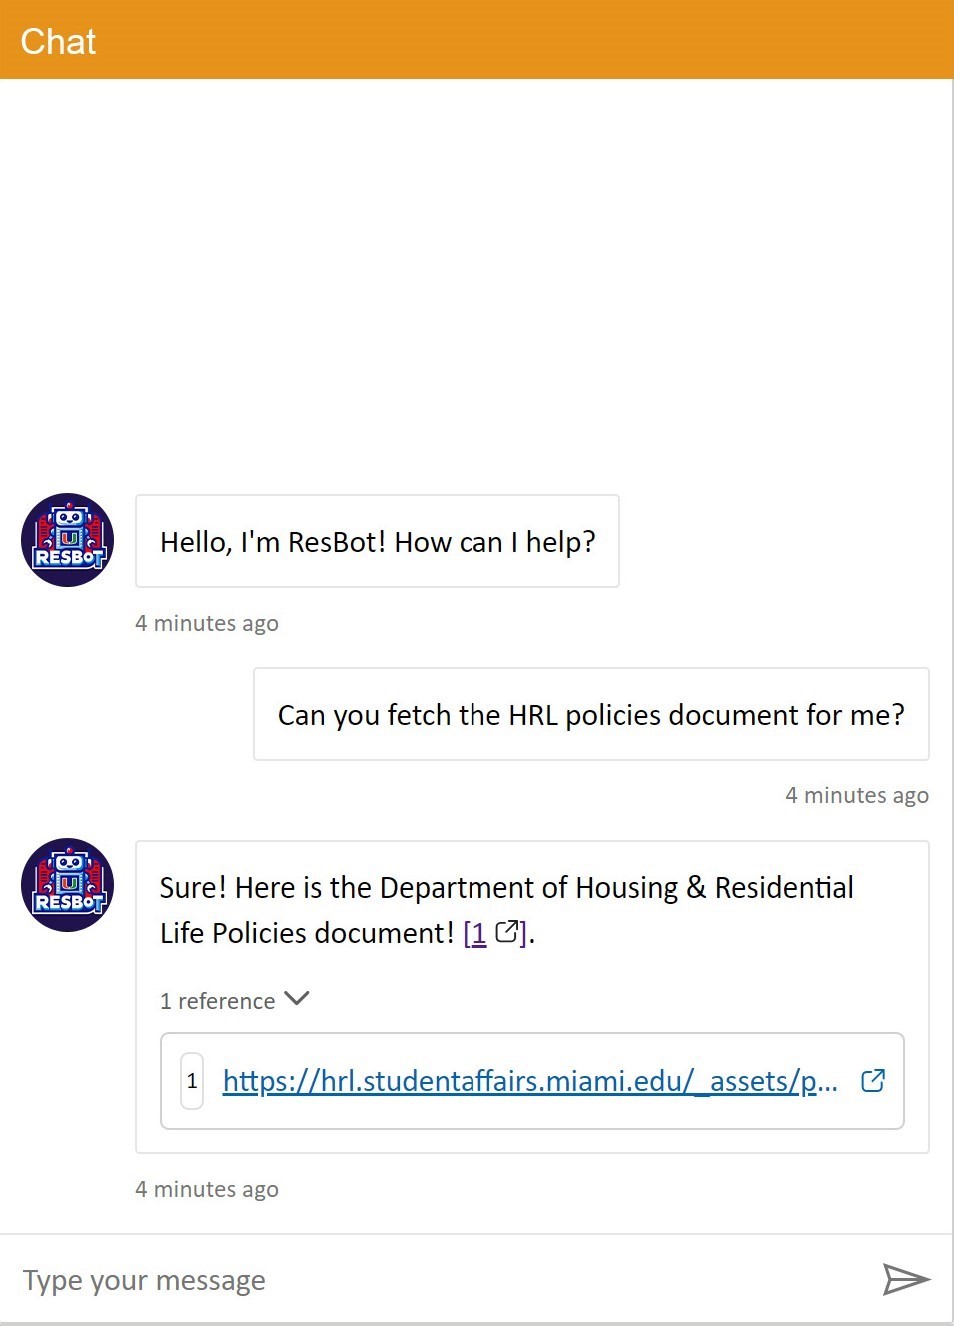 Chat
RESBOT
Hello, I'm ResBot! How can I help?
4 minutes ago
Can you fetch the HRL policies document for me?
4 minutes ago
RESBOT
Sure! Here is the Department of Housing & Residential
Life Policies document! [1].
1 reference
1 https://hrl.studentaffairs.miami.edu/_assets/p...
4 minutes ago
Type your message